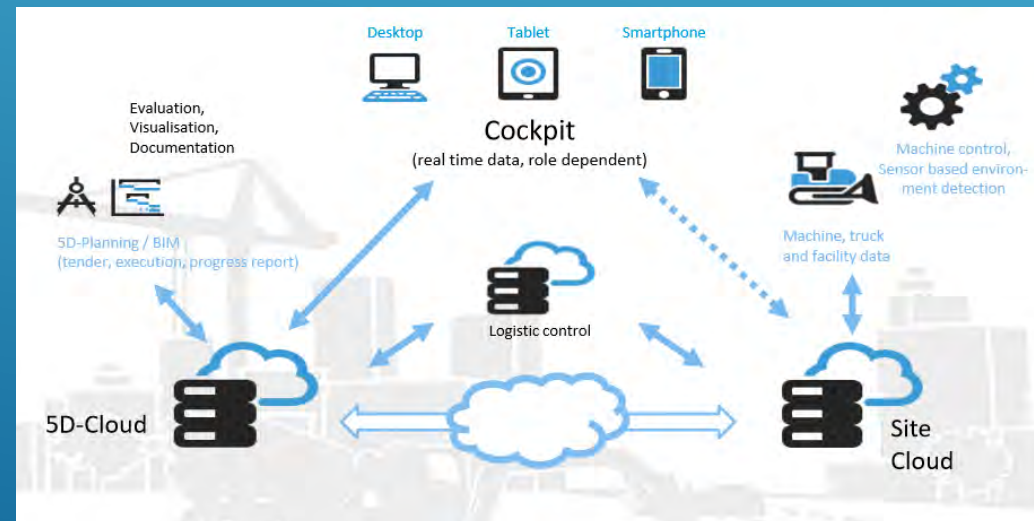 Desktop
Tablet
Smartphone
Cockpit
(real time data, role dependent)
Evaluation,
Visualisation,
Documentation
5D-Planning / BIM
(tender, execution, progress report)
Machine control,
Sensor based environ-
ment detection
Machine, truck
and facility data
Logistic control
5D-Cloud
Site
Cloud